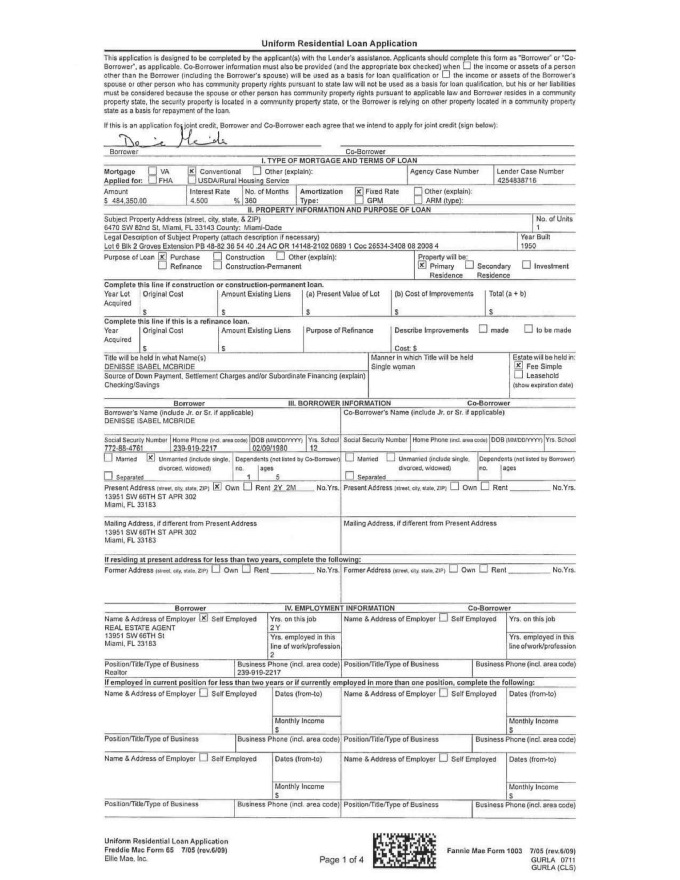 Uniform Residential Loan Application
This application is designed to be completed by the applicant(s) with the Lender's assistance. Applicants should complete this form as "Borrower" or "Co-
Borrower", as applicable. Co-Borrower information must also be provided (and the appropriate box checked) when the income or assets of a person
other than the Borrower (including the Borrower's spouse) will be used as a basis for loan qualification or the income or assets of the Borrower's
spouse or other person who has community property rights pursuant to state law will not be used as a basis for loan qualification, but his or her liabilities
must be considered because the spouse or other person has community property rights pursuant to applicable law and Borrower resides in a community
property state, the security property is located in a community property state, or the Borrower is relying on other property located in a community property
state as a basis for repayment of the loan.
If this is an application for joint credit, Borrower and Co-Borrower each agree that we intend to apply for joint credit (sign below):
Borrower Co-Borrower
I. TYPE OF MORTGAGE AND TERMS OF LOAN
Mortgage VA X Conventional Other (explain): Agency Case Number Lender Case Number
Applied for: FHA USDA/Rural Housing Service 4254838716
Amount Interest Rate No. of Months Amortization X Fixed Rate Other (explain):
$ 484,350.00 4.500 % 360 Type: GPM ARM (type):
II. PROPERTY INFORMATION AND PURPOSE OF LOAN
Subject Property Address (street, city, state, & ZIP) No. of Units
6470 SW 82nd St, Miami, FL 33143 County: Miami-Dade 1
Legal Description of Subject Property (attach description if necessary) Year Built
Lot 6 Blk 2 Groves Extension PB 48-82 36 54 40 .24 AC OR 14148-2102 0689 1 Coc 26534-3408 08 2008 4 1950
Purpose of Loan X Purchase Construction Other (explain): Property will be:
Refinance Construction-Permanent X Primary Residence Secondary Residence Investment
Complete this line if construction or construction-permanent loan.
Year Lot Acquired Original Cost Amount Existing Liens (a) Present Value of Lot (b) Cost of Improvements Total (a + b)
$ $ $ $ $
Complete this line if this is a refinance loan.
Year Acquired Original Cost Amount Existing Liens Purpose of Refinance Describe Improvements made to be made
$ $ Cost: $
Title will be held in what Name(s) Manner in which Title will be held Estate will be held in:
DENISSE ISABEL MCBRIDE Single woman X Fee Simple
Source of Down Payment, Settlement Charges and/or Subordinate Financing (explain) Leasehold
Checking/Savings (show expiration date)
Borrower III. BORROWER INFORMATION Co-Borrower
Borrower's Name (include Jr. or Sr. if applicable) Co-Borrower's Name (include Jr. or Sr. if applicable)
DENISSE ISABEL MCBRIDE
Social Security Number Home Phone (incl. area code) DOB (MM/DD/YYYY) Yrs. School Social Security Number Home Phone (incl. area code) DOB (MM/DD/YYYY) Yrs. School
772-88-4761 239-919-2217 02/09/1980 12
Married X Unmarried (include single, Dependents (not listed by Co-Borrower) Married Unmarried (include single, Dependents (not listed by Borrower)
divorced, widowed) no. ages divorced, widowed) no. ages
Separated 1 5 Separated
Present Address (street, city, state, ZIP) X Own Rent 2Y 2M No.Yrs. Present Address (street, city, state, ZIP) Own Rent No.Yrs.
13951 SW 66TH ST APR 302
Miami, FL 33183
Mailing Address, if different from Present Address Mailing Address, if different from Present Address
13951 SW 66TH ST APR 302
Miami, FL 33183
If residing at present address for less than two years, complete the following:
Former Address (street, city, state, ZIP) Own Rent No.Yrs. Former Address (street, city, state, ZIP) Own Rent No.Yrs.
Borrower IV. EMPLOYMENT INFORMATION Co-Borrower
Name & Address of Employer X Self Employed Yrs. on this job Name & Address of Employer Self Employed Yrs. on this job
REAL ESTATE AGENT 2 Y
13951 SW 66TH St Yrs. employed in this Yrs. employed in this
Miami, FL 33183 line of work/profession line of work/profession
2
Position/Title/Type of Business Business Phone (incl. area code) Position/Title/Type of Business Business Phone (incl. area code)
Realtor 239-919-2217
If employed in current position for less than two years or if currently employed in more than one position, complete the following:
Name & Address of Employer Self Employed Dates (from-to) Name & Address of Employer Self Employed Dates (from-to)
Monthly Income Monthly Income
$ $
Position/Title/Type of Business Business Phone (incl. area code) Position/Title/Type of Business Business Phone (incl. area code)
Name & Address of Employer Self Employed Dates (from-to) Name & Address of Employer Self Employed Dates (from-to)
Monthly Income Monthly Income
$ $
Position/Title/Type of Business Business Phone (incl. area code) Position/Title/Type of Business Business Phone (incl. area code)
Uniform Residential Loan Application
Freddie Mac Form 65 7/05 (rev.6/09) Fannie Mae Form 1003 7/05 (rev.6/09)
Ellie Mae, Inc. Page 1 of 4 GURLA 0711
GURLA (CLS)